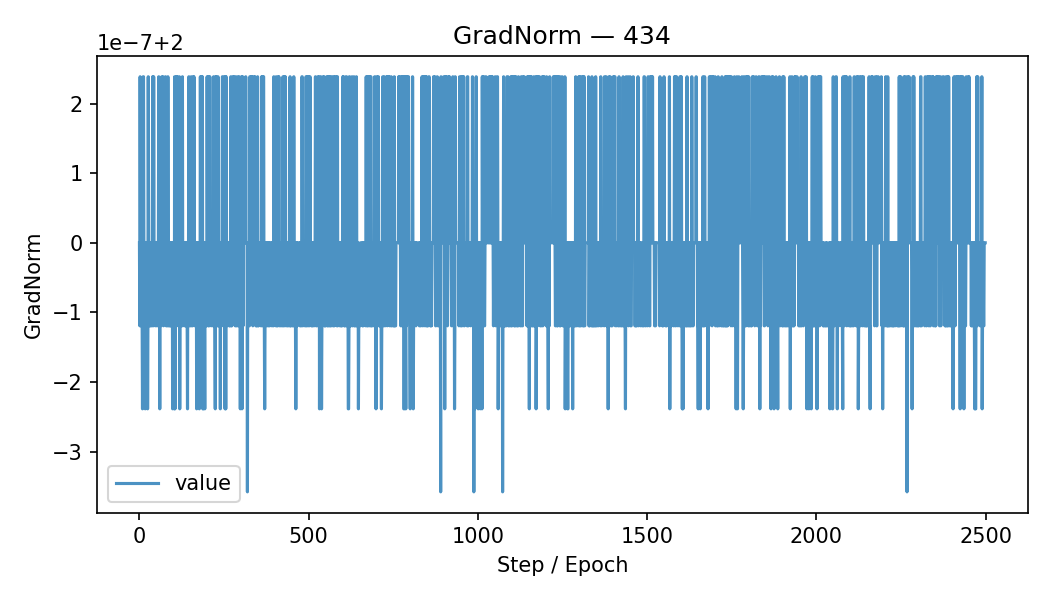 GradNorm — 434
1e−7+2
2
1
0
−1
−2
−3
GradNorm
value
0 500 1000 1500 2000 2500
Step / Epoch